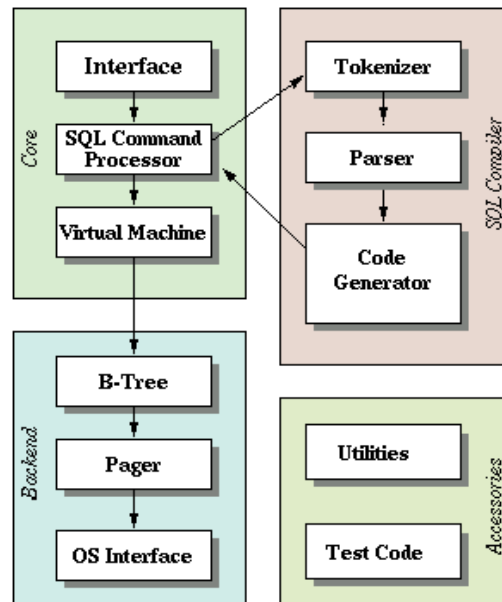 Core
Interface
SQL Command
Processor
Virtual Machine
SQL Compiler
Tokenizer
Parser
Code
Generator
Backend
B-Tree
Pager
OS Interface
Accessories
Utilities
Test Code